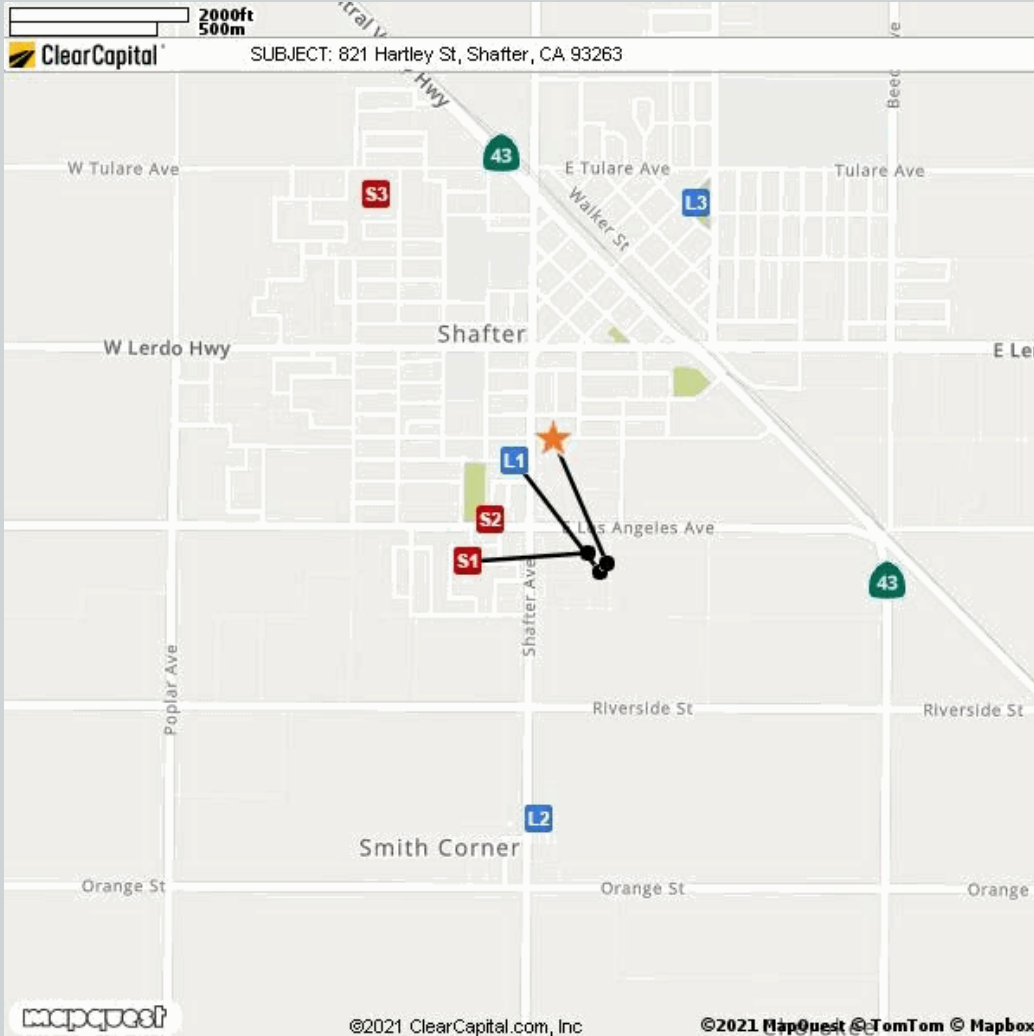 2000ft
500m
ClearCapital
SUBJECT: 821 Hartley St, Shafter, CA 93263
Hwy
43
W Tulare Ave
E Tulare Ave
Tulare Ave
S3
L3
Walker St
Shafter
W Lerdo Hwy
L1
S2
E Los Angeles Ave
S1
43
Shafter Ave
Poplar Ave
Riverside St
Riverside St
L2
Smith Corner
Orange St
Orange St
Orange
mapquest
©2021 ClearCapital.com, Inc
©2021 MapQuest © TomTom © Mapbox